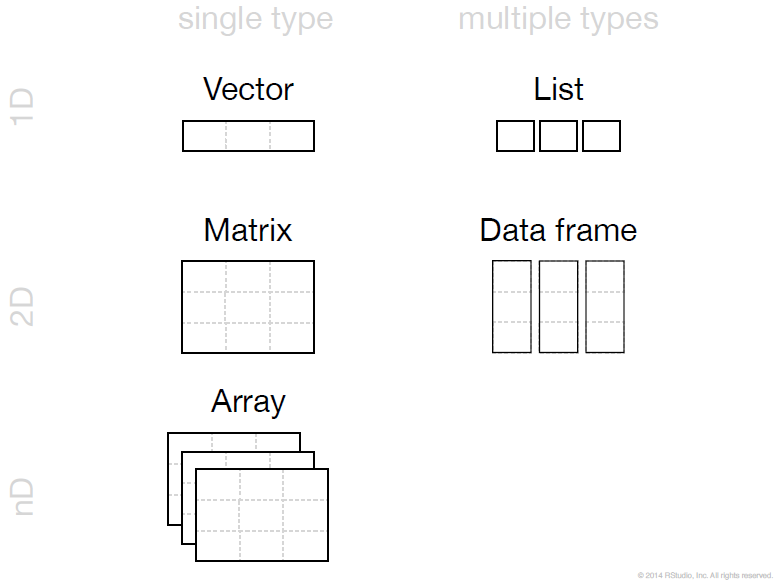 single type
multiple types
1D
Vector
List
2D
Matrix
Data frame
nD
Array
© 2014 RStudio, Inc. All rights reserved.